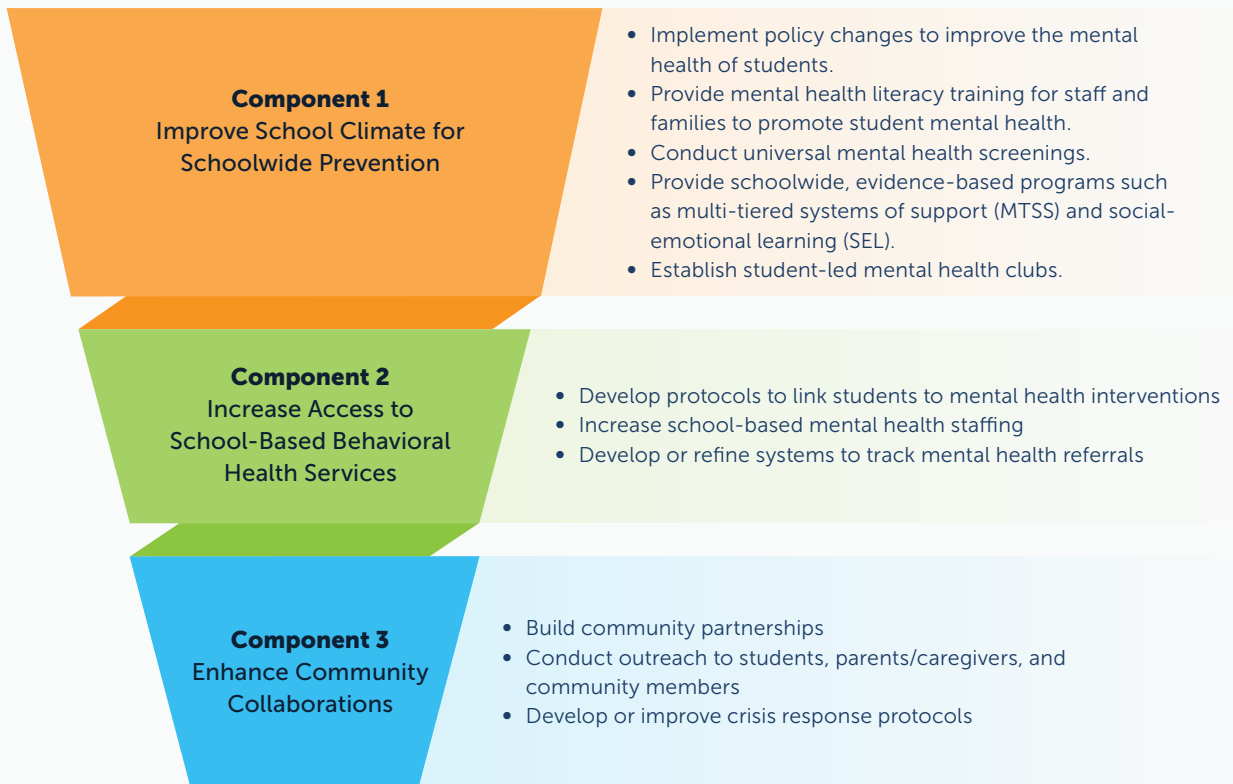 Component 1
Improve School Climate for
Schoolwide Prevention
• Implement policy changes to improve the mental
health of students.
• Provide mental health literacy training for staff and
families to promote student mental health.
• Conduct universal mental health screenings.
• Provide schoolwide, evidence-based programs such
as multi-tiered systems of support (MTSS) and social-
emotional learning (SEL).
• Establish student-led mental health clubs.
Component 2
Increase Access to
School-Based Behavioral
Health Services
• Develop protocols to link students to mental health interventions
• Increase school-based mental health staffing
• Develop or refine systems to track mental health referrals
Component 3
Enhance Community
Collaborations
• Build community partnerships
• Conduct outreach to students, parents/caregivers, and
community members
• Develop or improve crisis response protocols